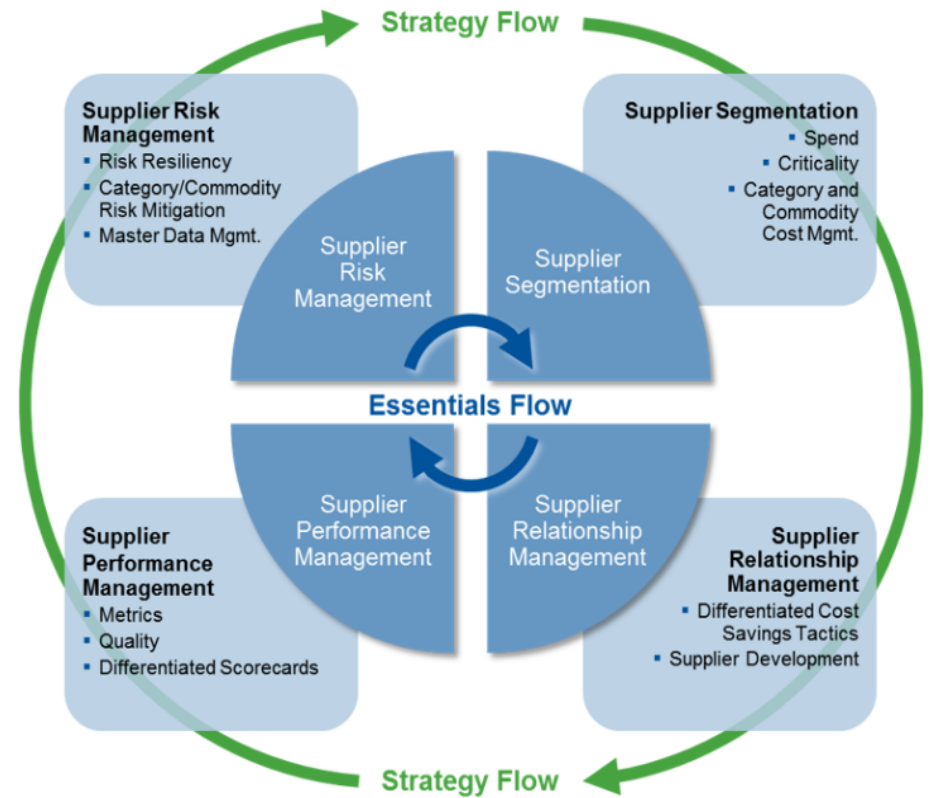 Strategy Flow
Supplier Risk
Management
▪ Risk Resiliency
▪ Category/Commodity
Risk Mitigation
▪ Master Data Mgmt.
Supplier Segmentation
▪ Spend
▪ Criticality
▪ Category and
Commodity
Cost Mgmt.
Supplier
Risk
Management
Supplier
Segmentation
Essentials Flow
Supplier
Performance
Management
Supplier
Relationship
Management
Supplier
Performance
Management
▪ Metrics
▪ Quality
▪ Differentiated Scorecards
Supplier
Relationship
Management
▪ Differentiated Cost
Savings Tactics
▪ Supplier Development
Strategy Flow